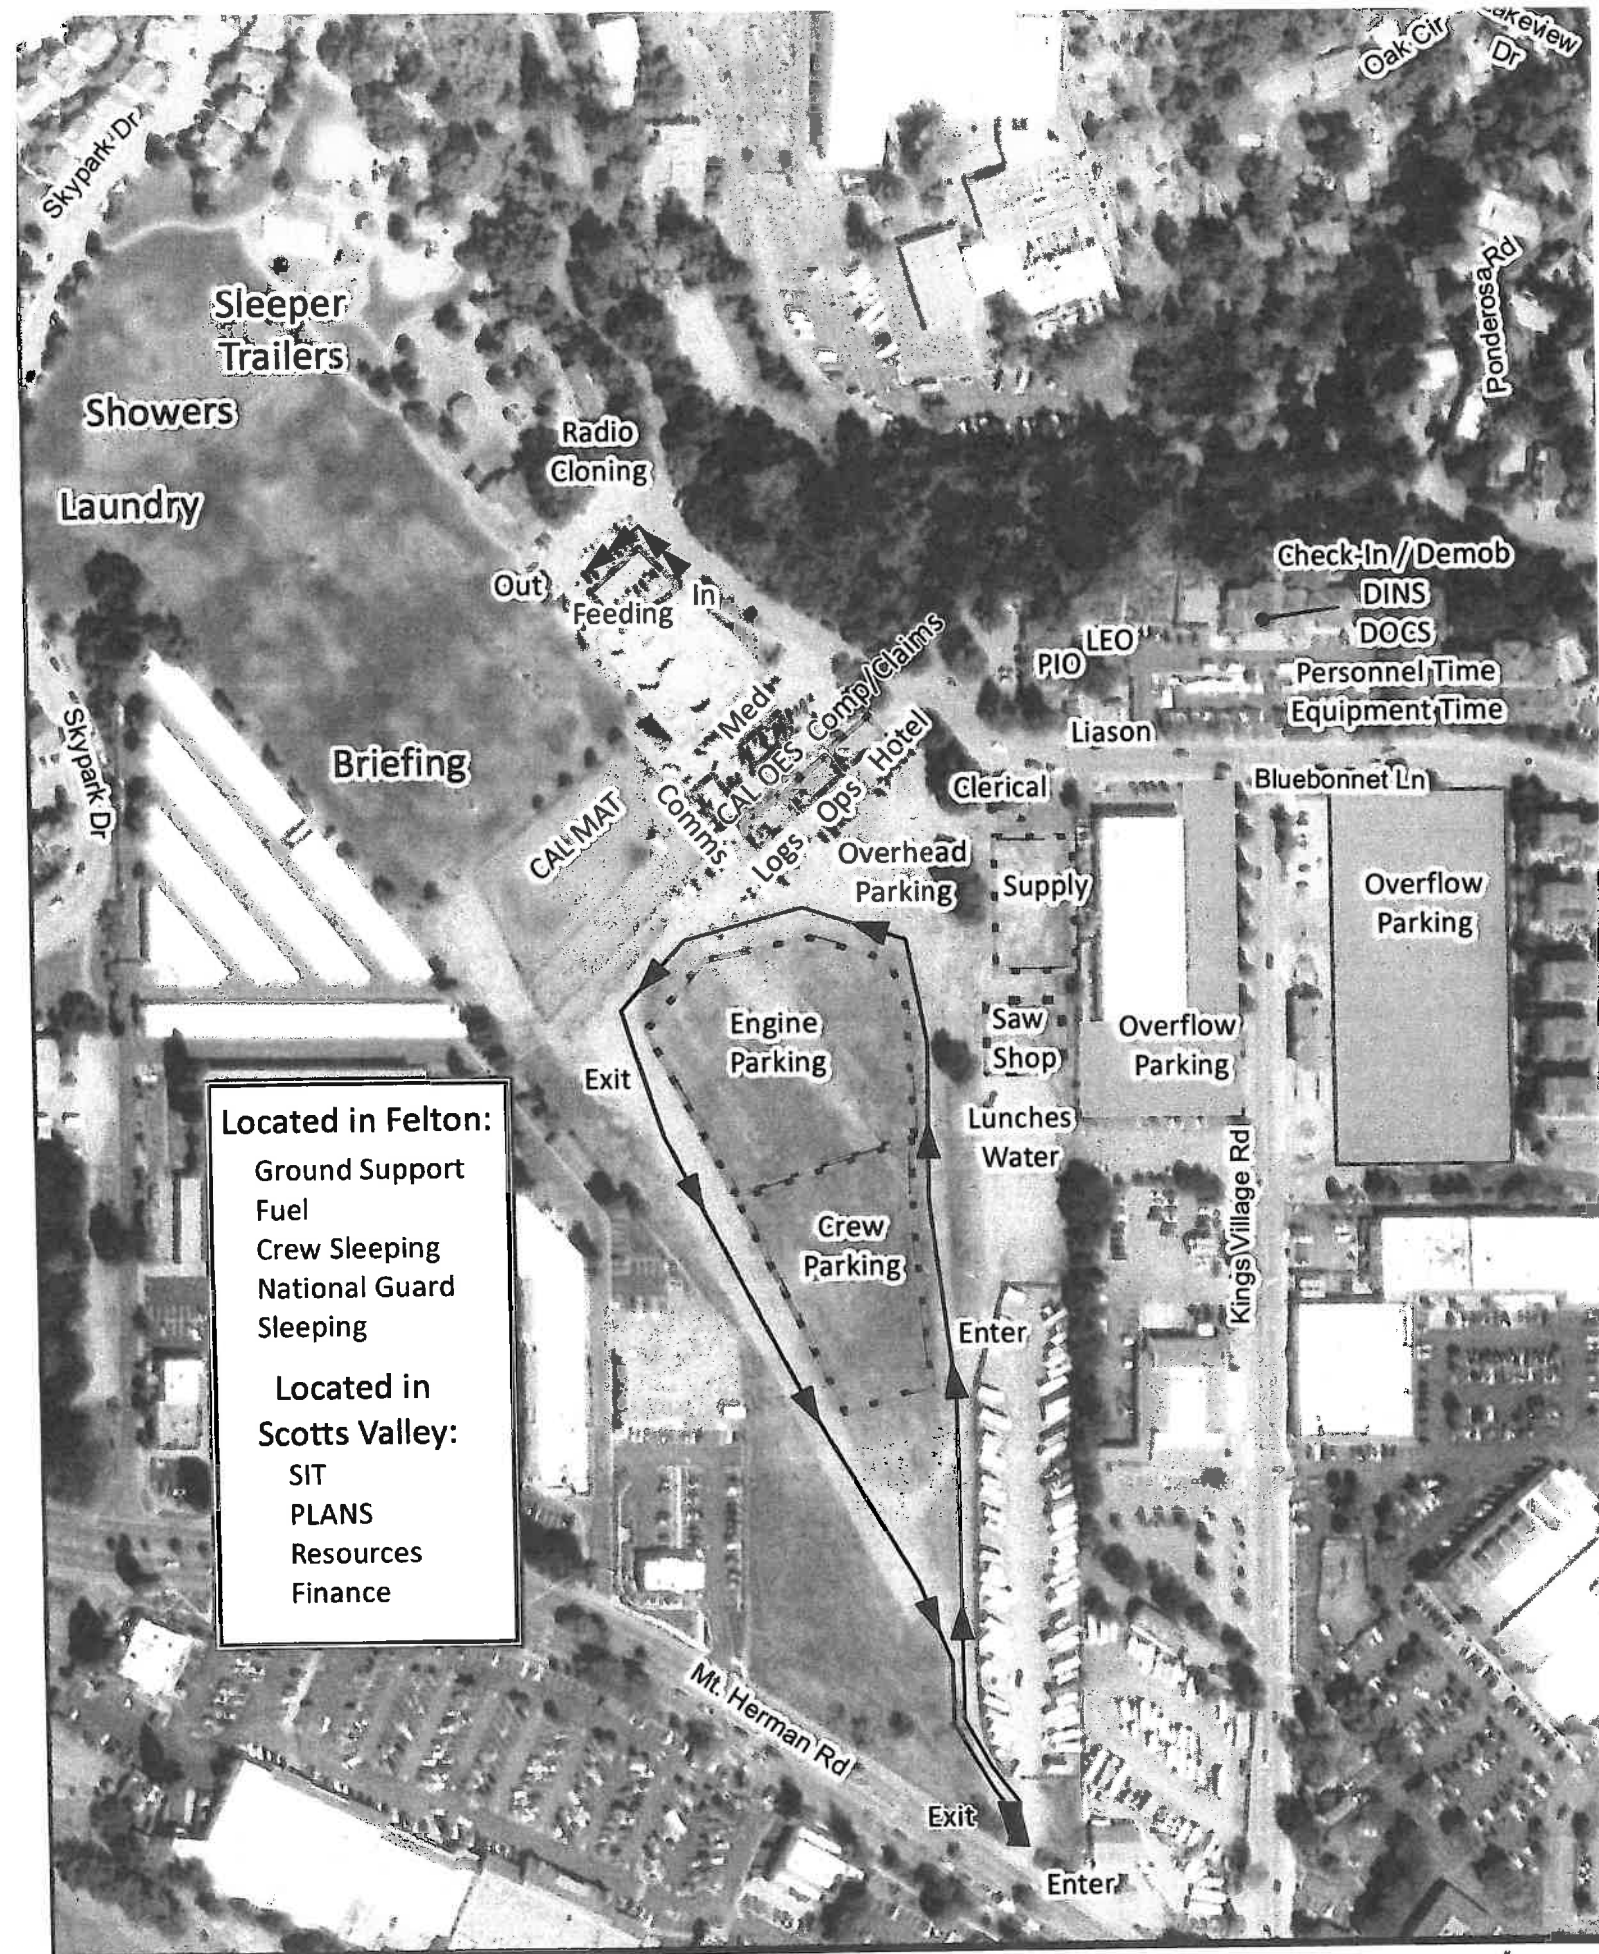 Oak Cir
Lakeview
Dr
Skypark Dr
Ponderosa Rd
Sleeper
Trailers
Showers
Radio
Cloning
Laundry
Out
In
Feeding
Check-In / Demob
DINS
DOCS
Personnel Time
Equipment Time
LEO
PIO
Liason
Skypark Dr
Briefing
Med
Comp/Claims
CAL OES
Hotel
Ops
Logs
Comms
CAL MAT
Clerical
Bluebonnet Ln
Overhead
Parking
Supply
Overflow
Parking
Engine
Parking
Saw
Shop
Overflow
Parking
Exit
Lunches
Water
Crew
Parking
Kings Village Rd
Enter
Located in Felton:
Ground Support
Fuel
Crew Sleeping
National Guard
Sleeping
Located in
Scotts Valley:
SIT
PLANS
Resources
Finance
Mt. Herman Rd
Exit
Enter